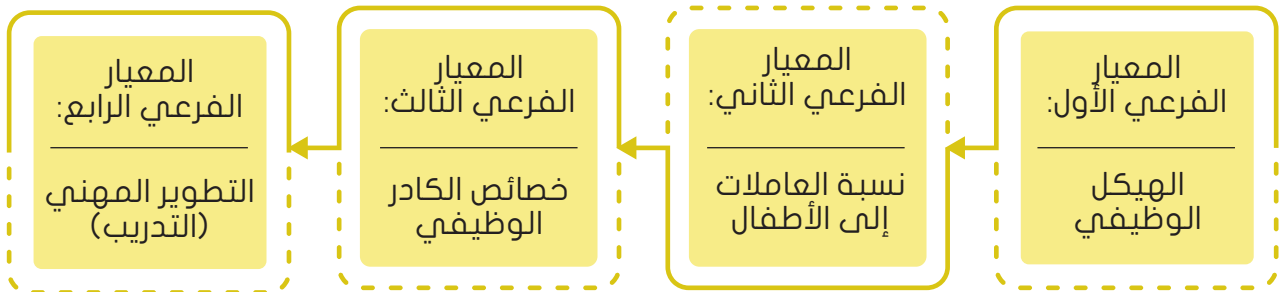 المعيار
الفرعي الأول:
الهيكل
الوظيفي
المعيار
الفرعي الثاني:
نسبة العاملات
إلى الأطفال
المعيار
الفرعي الثالث:
خصائص الكادر
الوظيفي
المعيار
الفرعي الرابع:
التطوير المهني
(التدريب)